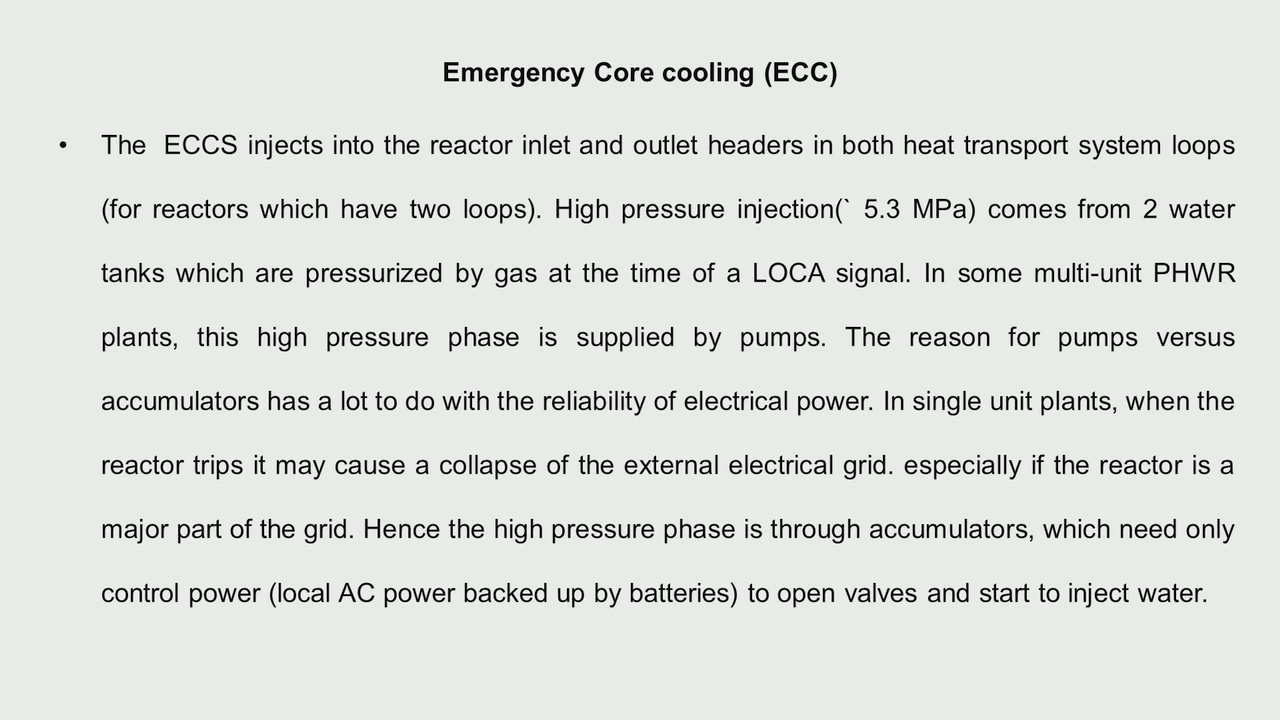 Emergency Core cooling (ECC)
• The ECCS injects into the reactor inlet and outlet headers in both heat transport system loops
(for reactors which have two loops). High pressure injection(` 5.3 MPa) comes from 2 water
tanks which are pressurized by gas at the time of a LOCA signal. In some multi-unit PHWR
plants, this high pressure phase is supplied by pumps. The reason for pumps versus
accumulators has a lot to do with the reliability of electrical power. In single unit plants, when the
reactor trips it may cause a collapse of the external electrical grid. especially if the reactor is a
major part of the grid. Hence the high pressure phase is through accumulators, which need only
control power (local AC power backed up by batteries) to open valves and start to inject water.